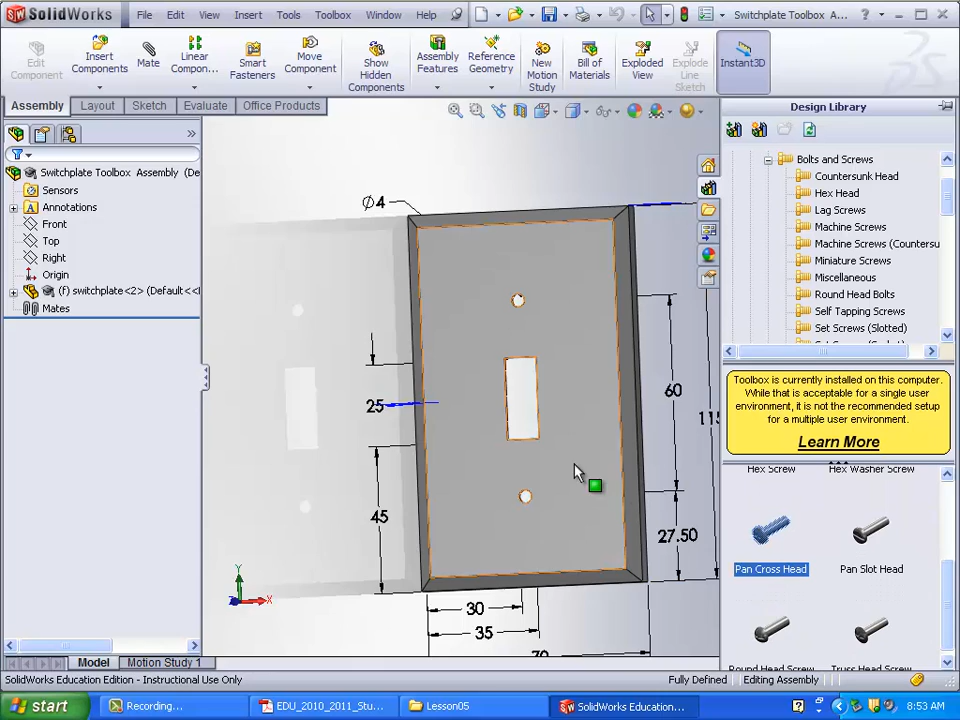 SolidWorks File Edit View Insert Tools Toolbox Window Help Switchplate Toolbox A...
Edit Component
Insert Components
Mate
Linear Compon...
Smart Fasteners
Move Component
Show Hidden Components
Assembly Features
Reference Geometry
New Motion Study
Bill of Materials
Exploded View
Explode Line Sketch
Instant3D
Assembly Layout Sketch Evaluate Office Products
Design Library
Switchplate Toolbox Assembly (De
Sensors
Annotations
Front
Top
Right
Origin
(f) switchplate<2> (Default<<
Mates
Ø4
25
45
60
115
27.50
30
35
70
Bolts and Screws
Countersunk Head
Hex Head
Lag Screws
Machine Screws
Machine Screws (Countersu
Miniature Screws
Miscellaneous
Round Head Bolts
Self Tapping Screws
Set Screws (Slotted)
Toolbox is currently installed on this computer.
While that is acceptable for a single user
environment, it is not the recommended setup
for a multiple user environment.
Learn More
Hex Screw Hex Washer Screw
Pan Cross Head Pan Slot Head
Round Head Screw Truss Head Screw
Y
X
Z
Model Motion Study 1
SolidWorks Education Edition - Instructional Use Only Fully Defined Editing Assembly
start Recording... EDU_2010_2011_Stu... Lesson05 SolidWorks Education... 8:53 AM